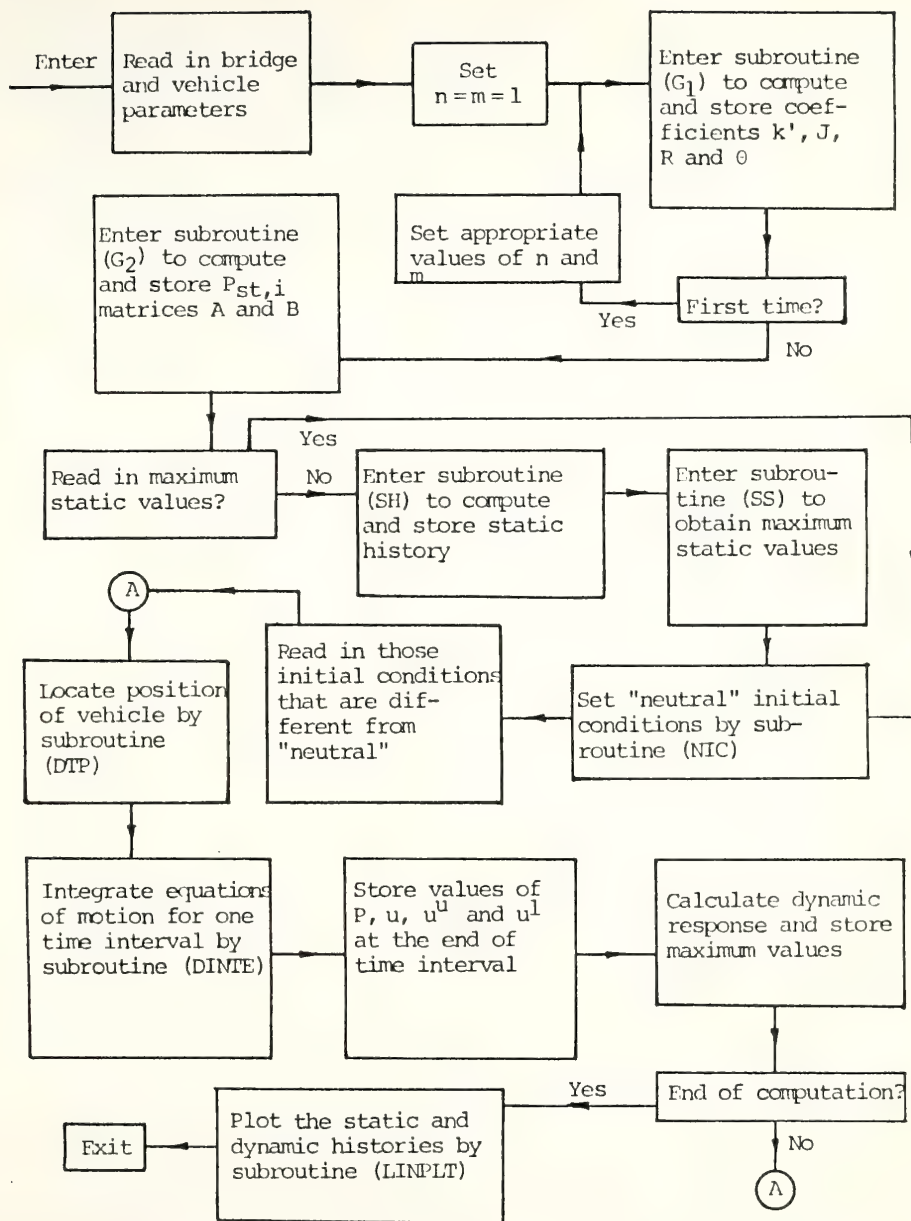 Enter
Read in bridge
and vehicle
parameters
Set
n = m = 1
Enter subroutine
(G1) to compute
and store coef-
ficients k', J,
R and Θ
Enter subroutine
(G2) to compute
and store Pst,i
matrices A and B
Set appropriate
values of n and
m
First time?
Yes
No
Yes
Read in maximum
static values?
No
Enter subroutine
(SH) to compute
and store static
history
Enter subrou-
tine (SS) to
obtain maximum
static values
A
Read in those
initial conditions
that are dif-
ferent from
"neutral"
Set "neutral" initial
conditions by sub-
routine (NIC)
Locate position
of vehicle by
subroutine
(DTP)
Integrate equations
of motion for one
time interval by
subroutine (DINTE)
Store values of
P, u, uu and ul
at the end of
time interval
Calculate dynamic
response and store
maximum values
End of computation?
Yes
Plot the static and
dynamic histories by
subroutine (LINPLT)
Exit
No
A